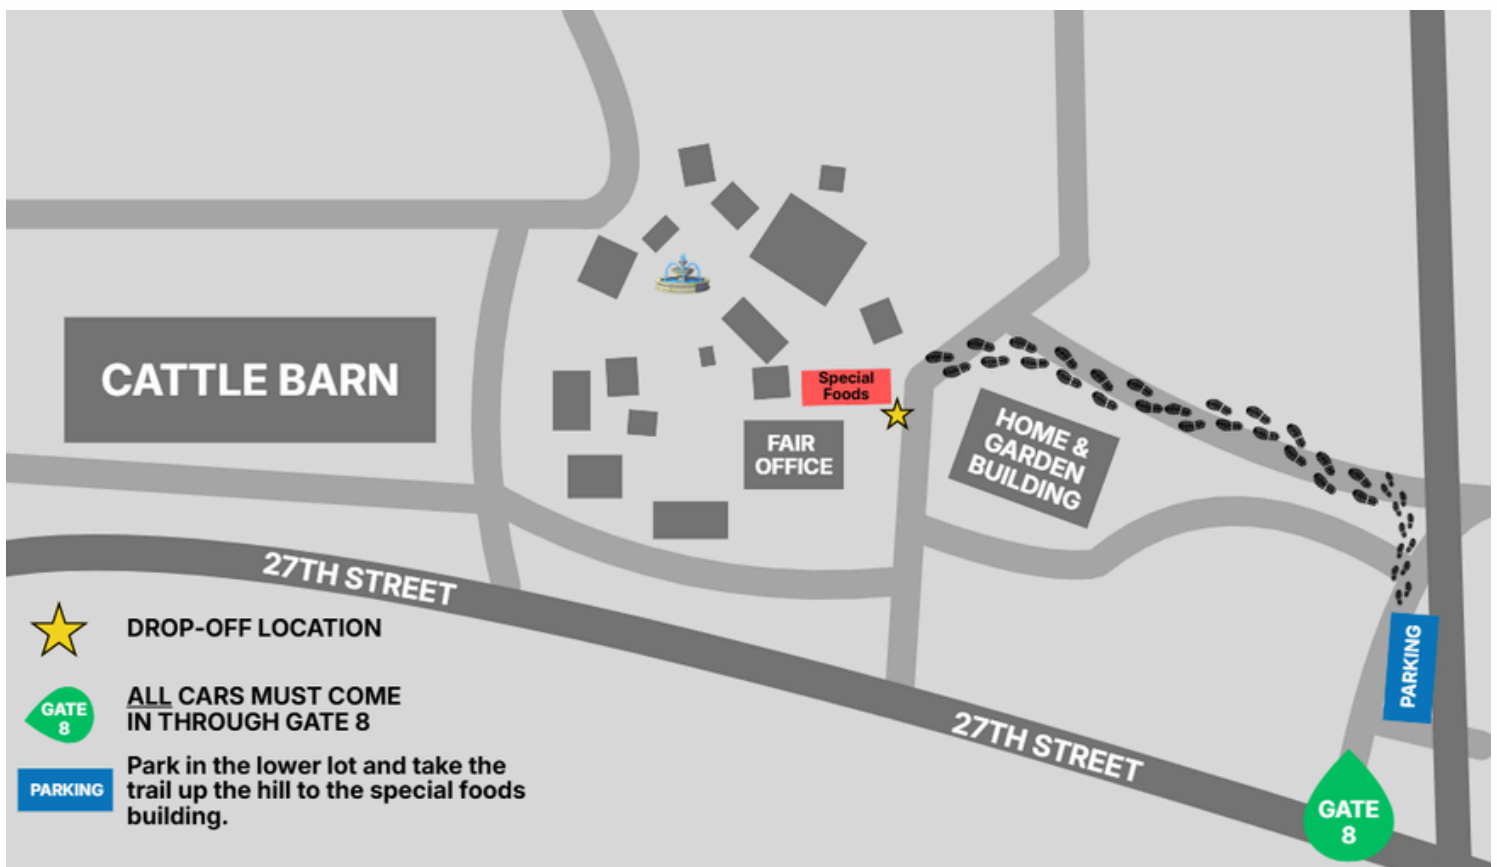 CATTLE BARN
Special
Foods
FAIR
OFFICE
HOME &
GARDEN
BUILDING
27TH STREET
DROP-OFF LOCATION
GATE
8
ALL CARS MUST COME
IN THROUGH GATE 8
PARKING
Park in the lower lot and take the
trail up the hill to the special foods
building.
27TH STREET
PARKING
GATE
8